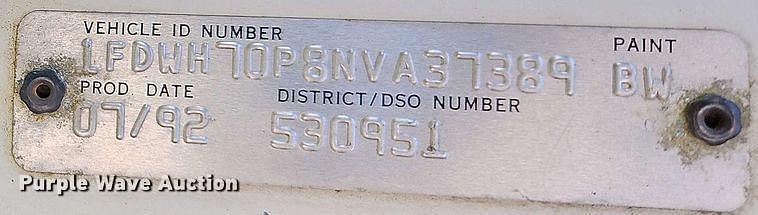 VEHICLE ID NUMBER
PAINT
1FDWH70P8NVA37389 BW
PROD. DATE
DISTRICT/DSO NUMBER
07/92 530951
Purple Wave Auction